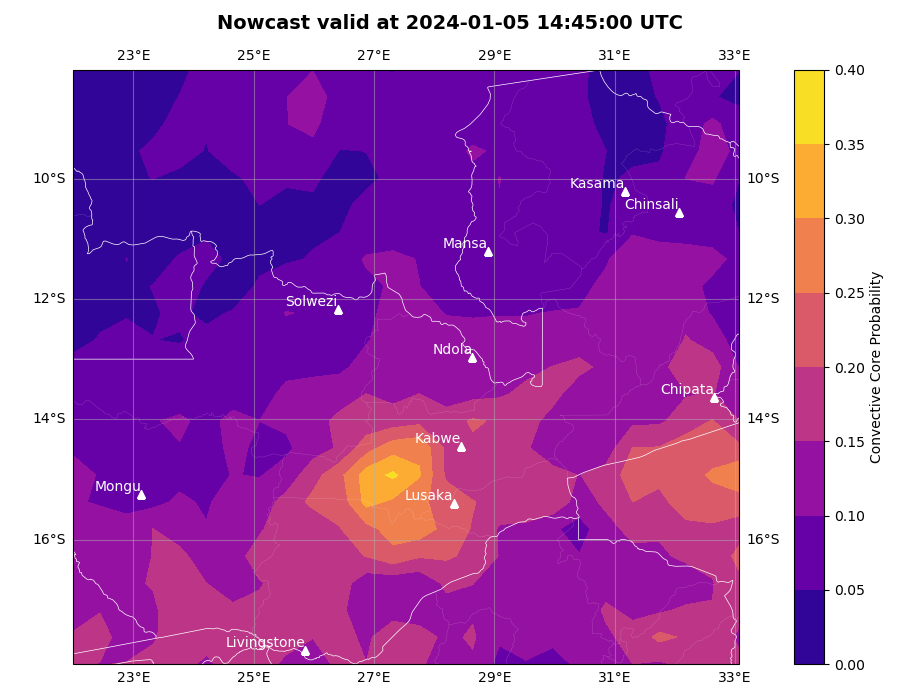 Nowcast valid at 2024-01-05 14:45:00 UTC
23°E 25°E 27°E 29°E 31°E 33°E
0.40
0.35
10°S Kasama 10°S
Chinsali
0.30
Mansa
12°S Solwezi 12°S
0.25
Ndola
0.20
Chipata
14°S 14°S
Kabwe
0.15
Mongu Lusaka
0.10
16°S 16°S
0.05
Livingstone
0.00
23°E 25°E 27°E 29°E 31°E 33°E
Convective Core Probability